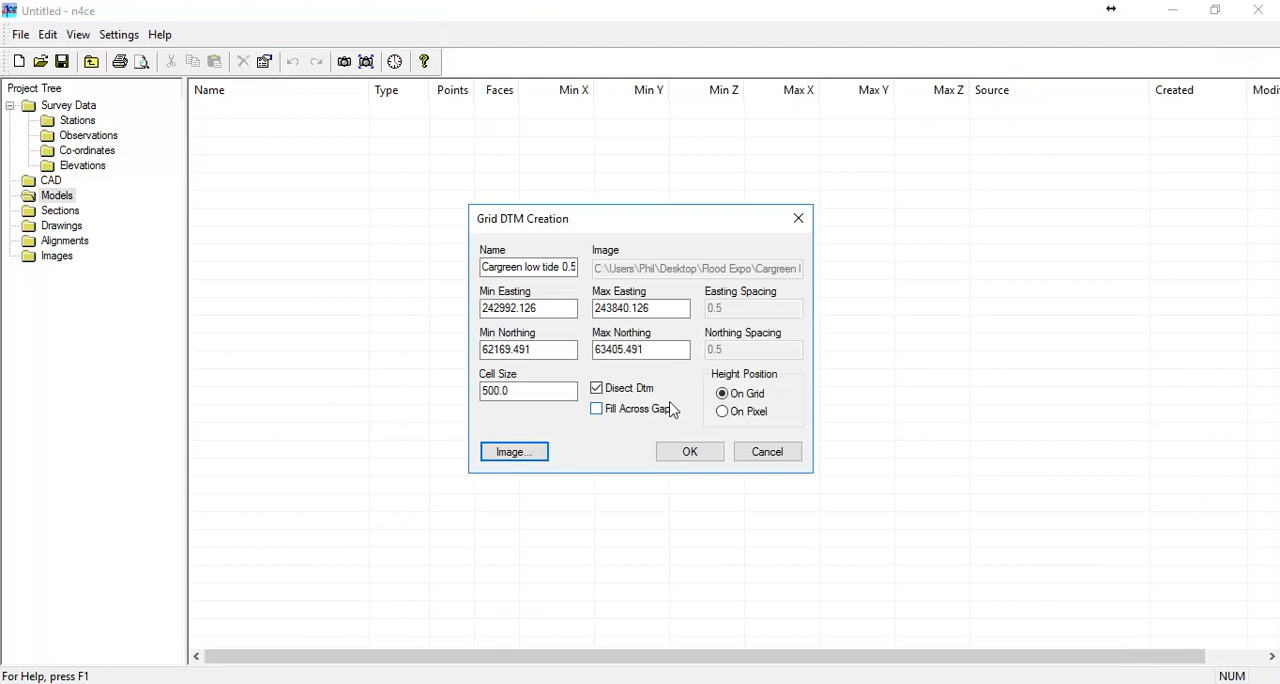 Untitled - n4ce
File Edit View Settings Help
Project Tree
Survey Data
Stations
Observations
Co-ordinates
Elevations
CAD
Models
Sections
Drawings
Alignments
Images
Name Type Points Faces Min X Min Y Min Z Max X Max Y Max Z Source Created Modi
Grid DTM Creation
Name Image
Cargreen low tide 0.5 C:\Users\Phil\Desktop\Flood Expo\Cargreen l
Min Easting Max Easting Easting Spacing
242992.126 243840.126 0.5
Min Northing Max Northing Northing Spacing
62169.491 63405.491 0.5
Cell Size Height Position
500.0 Disect Dtm On Grid
Fill Across Gap On Pixel
Image... OK Cancel
For Help, press F1 NUM